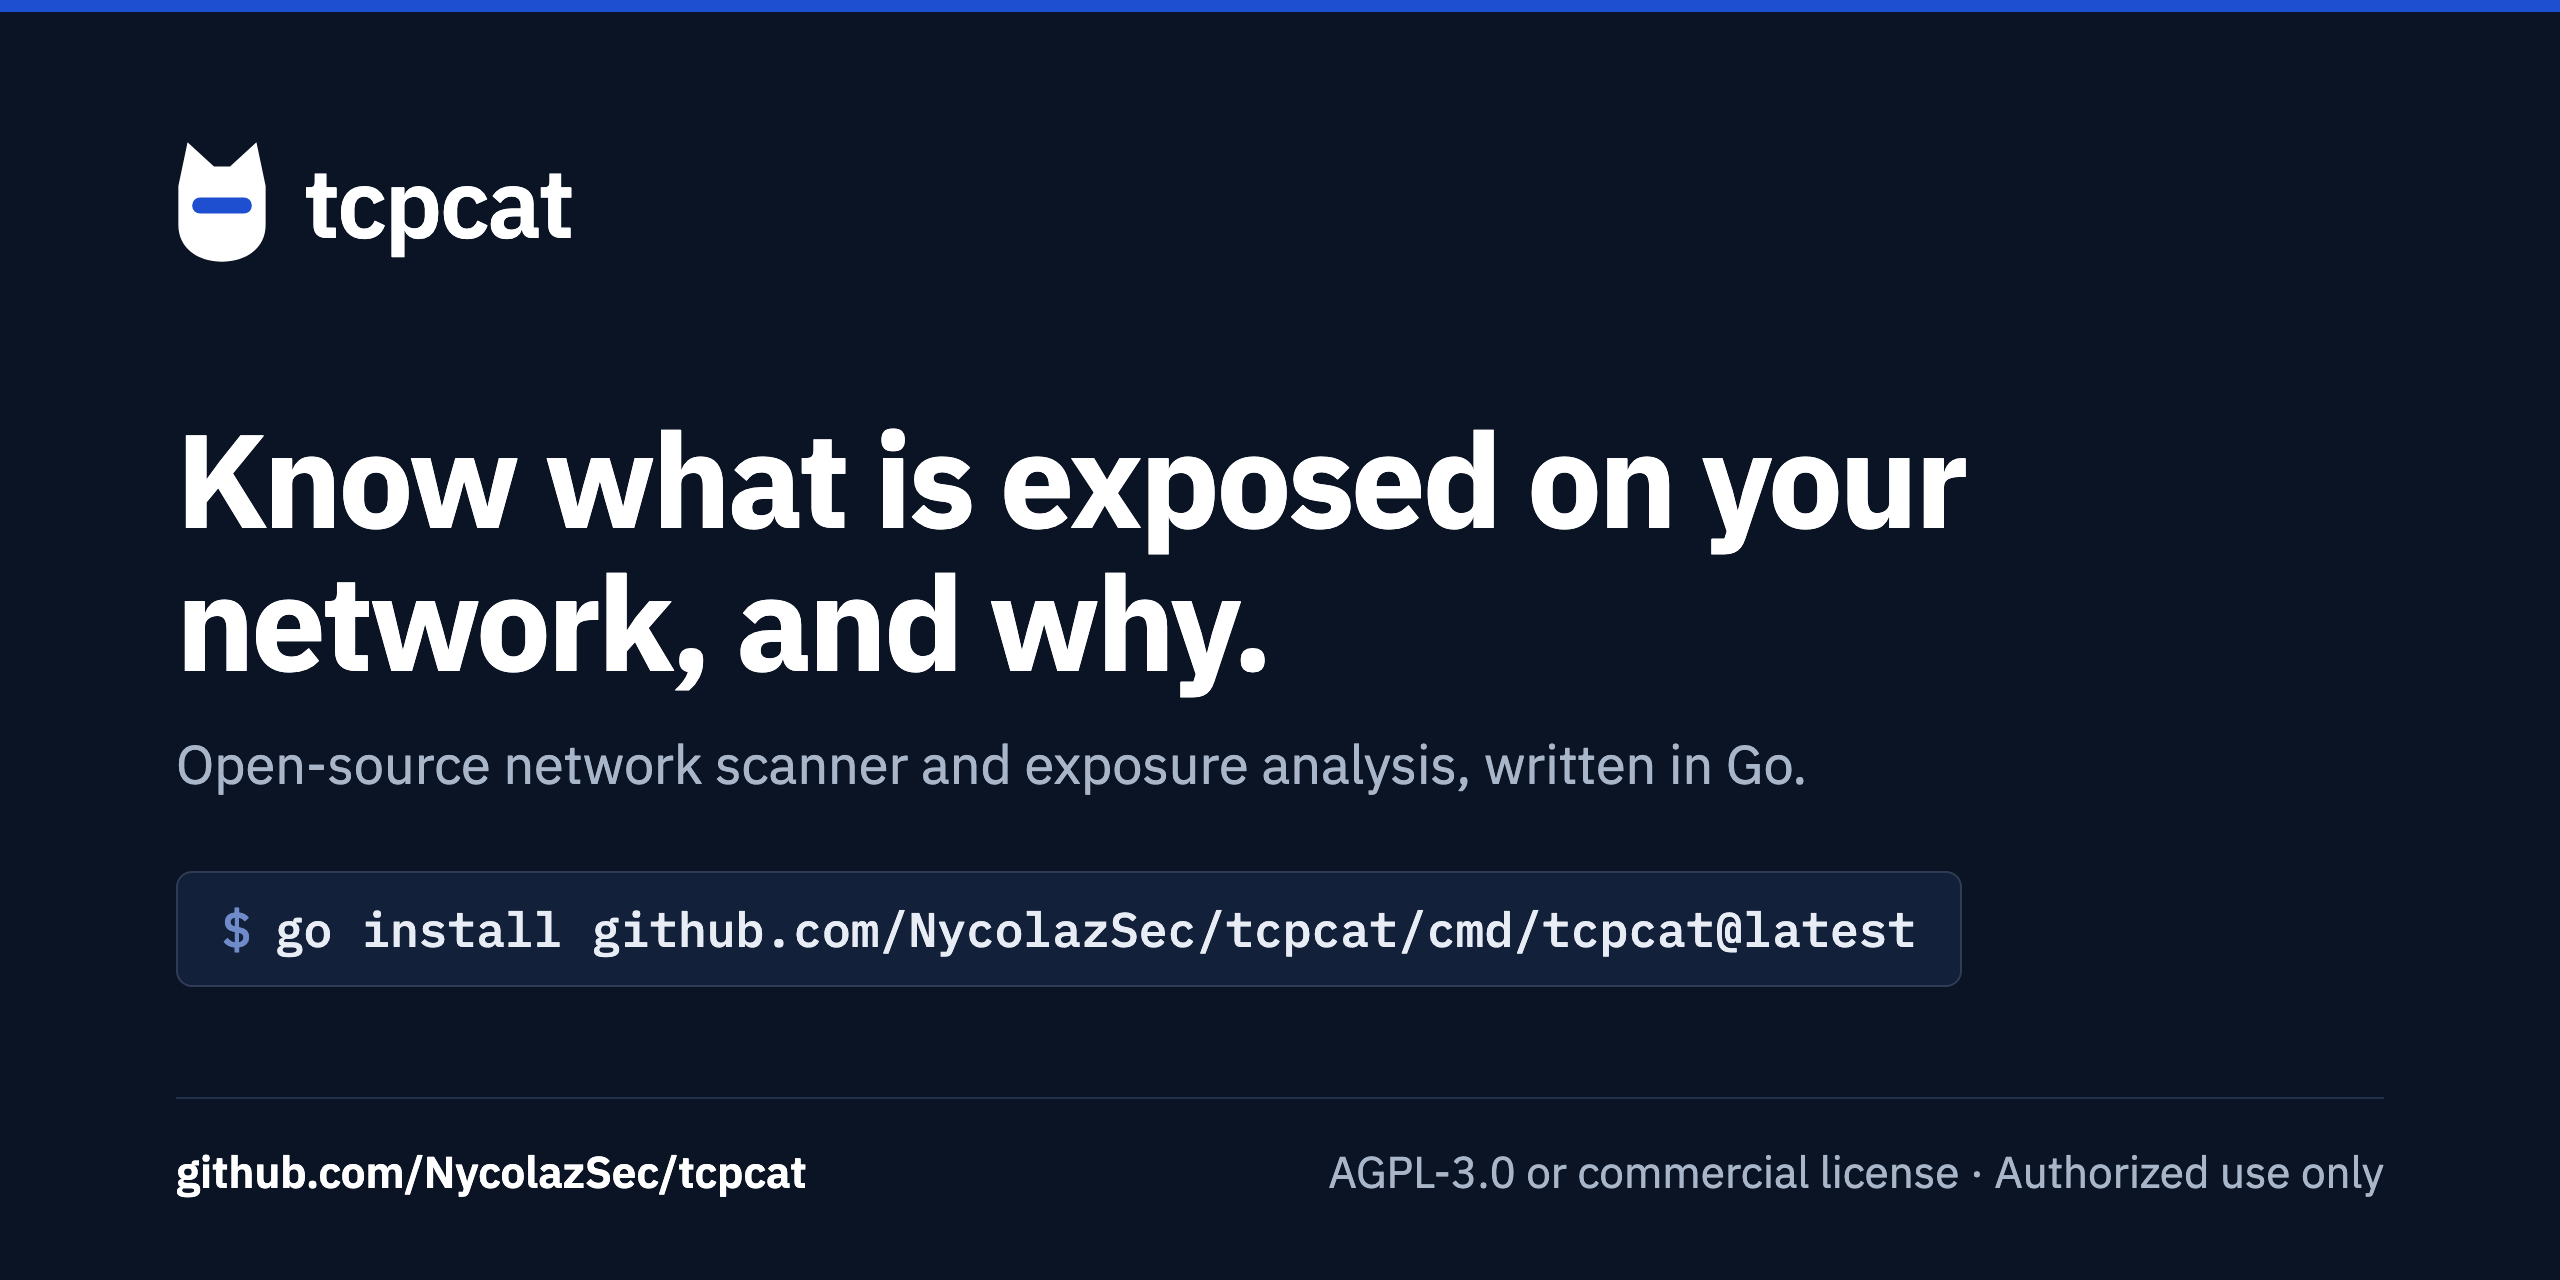 tcpcat
Know what is exposed on your
network, and why.
Open-source network scanner and exposure analysis, written in Go.
$ go install github.com/NycolazSec/tcpcat/cmd/tcpcat@latest
github.com/NycolazSec/tcpcat
AGPL-3.0 or commercial license · Authorized use only